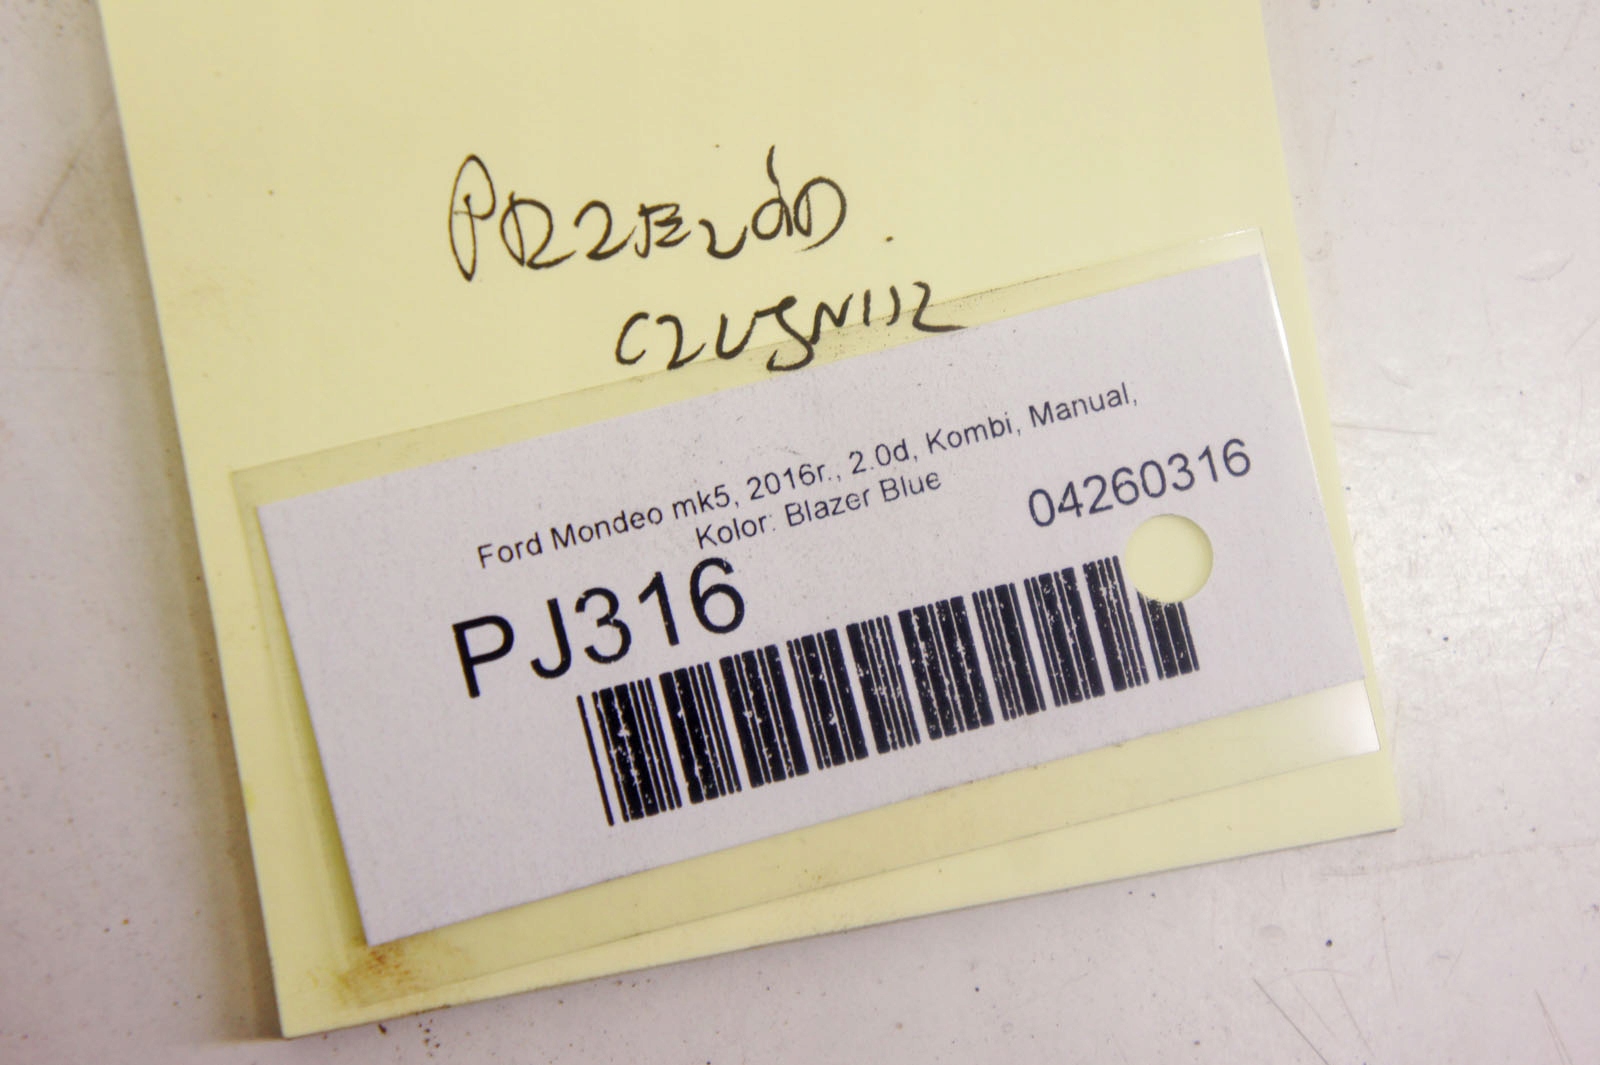 PRZEWÓD
CZUJNIK
Ford Mondeo mk5, 2016r., 2.0d, Kombi, Manual,
Kolor: Blazer Blue
04260316
PJ316